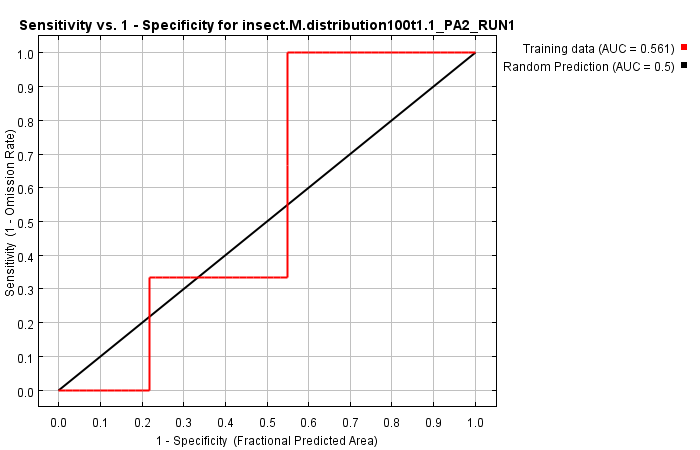 Sensitivity vs. 1 - Specificity for insect.M.distribution100t1.1_PA2_RUN1
Training data (AUC = 0.561)
Random Prediction (AUC = 0.5)
Sensitivity (1 - Omission Rate)
1.0
0.9
0.8
0.7
0.6
0.5
0.4
0.3
0.2
0.1
0.0
0.0 0.1 0.2 0.3 0.4 0.5 0.6 0.7 0.8 0.9 1.0
1 - Specificity (Fractional Predicted Area)